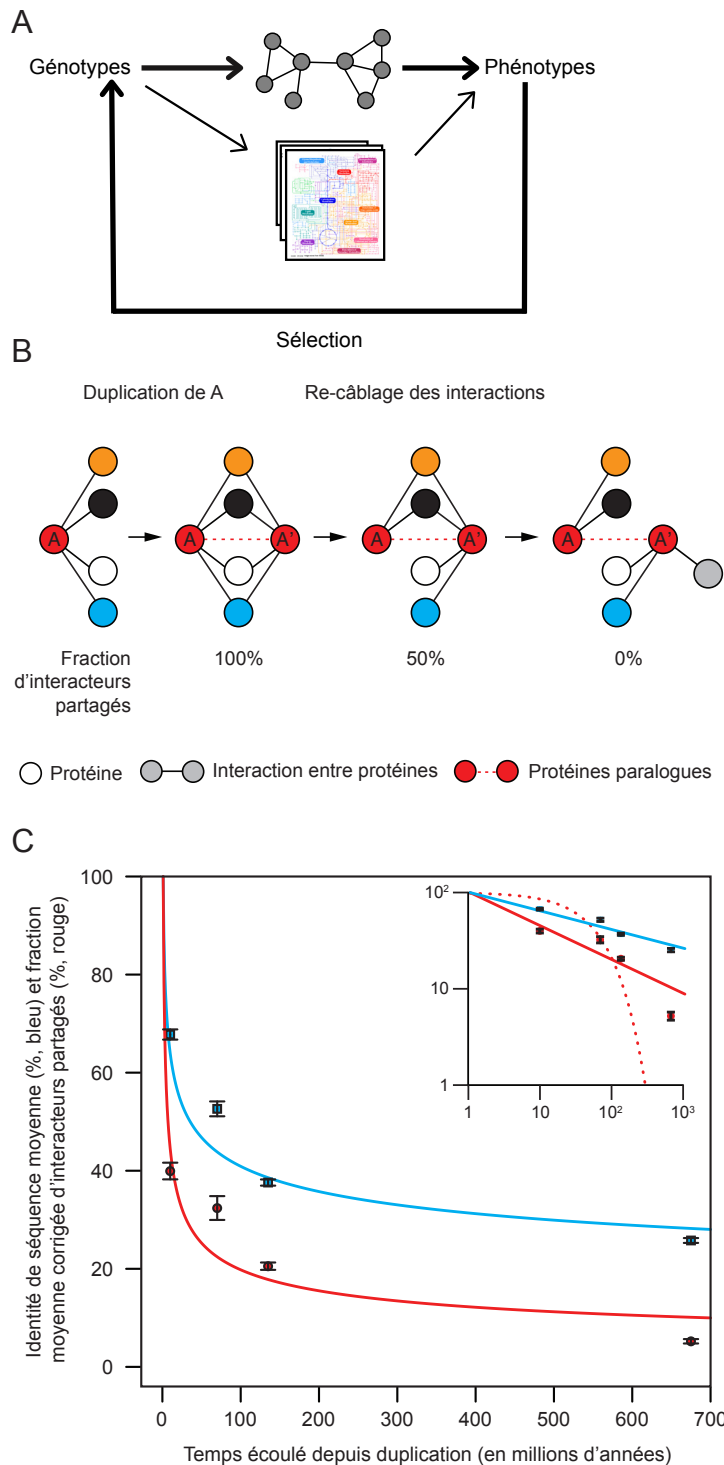 A
Génotypes
Phénotypes
Sélection
B
Duplication de A
Re-câblage des interactions
A
A
A'
A
A'
A
A'
Fraction
d'interacteurs
partagés
100%
50%
0%
Protéine
Interaction entre protéines
Protéines paralogues
C
Identité de séquence moyenne (%, bleu) et fraction
moyenne corrigée d'interacteurs partagés (%, rouge)
100
80
60
40
20
0
0
100
200
300
400
500
600
700
Temps écoulé depuis duplication (en millions d'années)
10²
10
1
1
10
10²
10³